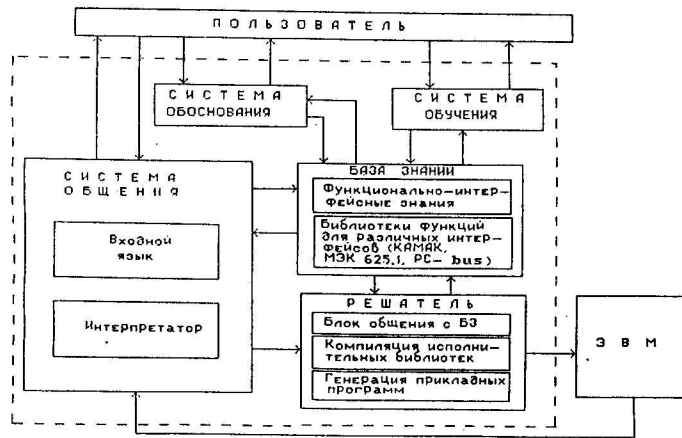 ПОЛЬЗОВАТЕЛЬ
СИСТЕМА
ОБОСНОВАНИЯ
СИСТЕМА
ОБУЧЕНИЯ
СИСТЕМА
ОБЩЕНИЯ
Входной
язык
Интерпретатор
БАЗА ЗНАНИЙ
Функционально-интер-
фейсные знания
Библиотеки функций
для различных интер-
фейсов (КАМАК,
МЭК 625.1, PC-bus)
РЕШАТЕЛЬ
Блок общения с БЗ
Компиляция исполни-
тельных библиотек
Генерация прикладных
программ
ЭВМ